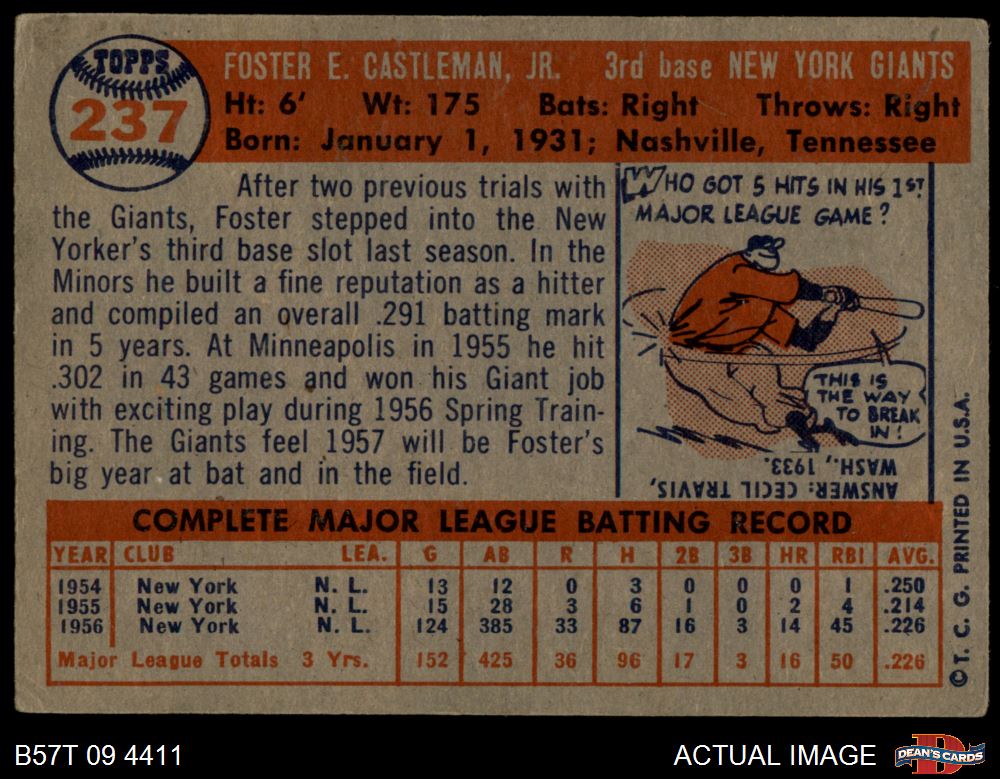 TOPPS
237
FOSTER E. CASTLEMAN, JR. 3rd base NEW YORK GIANTS
Ht: 6' Wt: 175 Bats: Right Throws: Right
Born: January 1, 1931; Nashville, Tennessee
After two previous trials with
the Giants, Foster stepped into the New
Yorker's third base slot last season. In the
Minors he built a fine reputation as a hitter
and compiled an overall .291 batting mark
in 5 years. At Minneapolis in 1955 he hit
.302 in 43 games and won his Giant job
with exciting play during 1956 Spring Train-
ing. The Giants feel 1957 will be Foster's
big year at bat and in the field.
WHO GOT 5 HITS IN HIS 1ST
MAJOR LEAGUE GAME?
THIS IS
THE WAY
TO BREAK
IN!
ANSWER: CECIL TRAVIS,
WASH., 1933.
COMPLETE MAJOR LEAGUE BATTING RECORD
YEAR CLUB LEA. G AB R H 2B 3B HR RBI AVG.
1954 New York N. L. 13 12 0 3 0 0 0 1 .250
1955 New York N. L. 15 28 3 6 1 0 2 4 .214
1956 New York N. L. 124 385 33 87 16 3 14 45 .226
Major League Totals 3 Yrs. 152 425 36 96 17 3 16 50 .226
©T. C. G. PRINTED IN U.S.A.
B57T 09 4411
ACTUAL IMAGE
DEAN'S CARDS